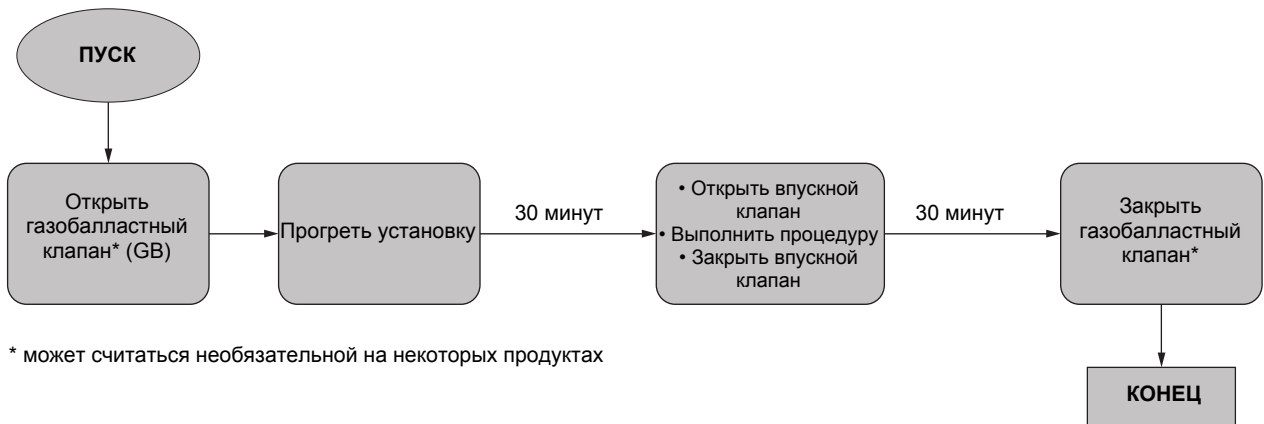 ПУСК
Открыть
газобалластный
клапан* (GB)
Прогреть установку
30 минут
• Открыть впускной
клапан
• Выполнить процедуру
• Закрыть впускной
клапан
30 минут
Закрыть
газобалластный
клапан*
* может считаться необязательной на некоторых продуктах
КОНЕЦ